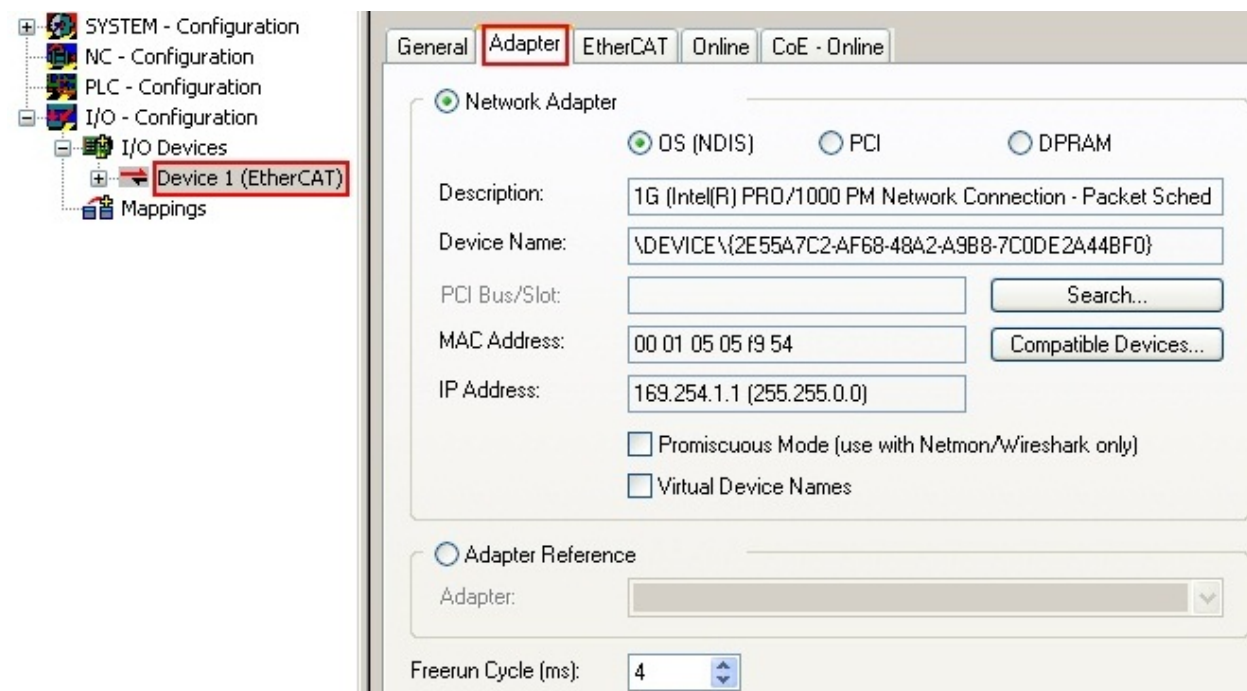 SYSTEM - Configuration
NC - Configuration
PLC - Configuration
I/O - Configuration
I/O Devices
Device 1 (EtherCAT)
Mappings
General Adapter EtherCAT Online CoE - Online
Network Adapter
OS (NDIS) PCI DPRAM
Description: 1G (Intel(R) PRO/1000 PM Network Connection - Packet Sched
Device Name: \DEVICE\{2E55A7C2-AF68-48A2-A9B8-7C0DE2A44BF0}
PCI Bus/Slot: Search...
MAC Address: 00 01 05 05 f9 54 Compatible Devices...
IP Address: 169.254.1.1 (255.255.0.0)
Promiscuous Mode (use with Netmon/Wireshark only)
Virtual Device Names
Adapter Reference
Adapter:
Freerun Cycle (ms): 4